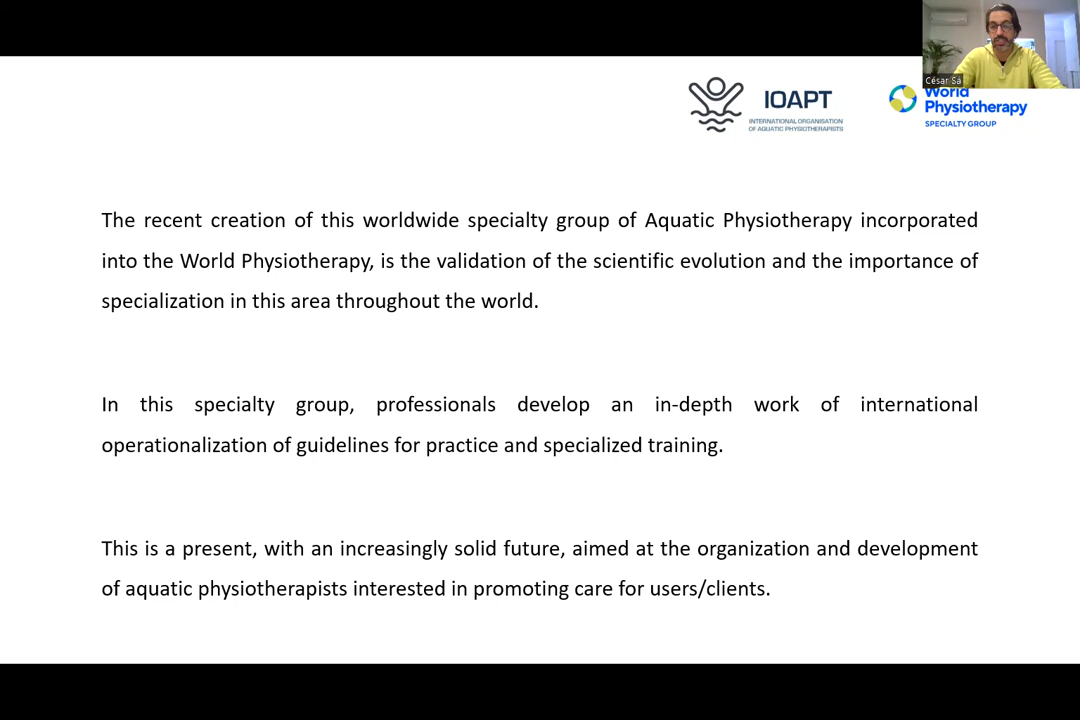 César Sá
IOAPT
INTERNATIONAL ORGANISATION
OF AQUATIC PHYSIOTHERAPISTS
World
Physiotherapy
SPECIALTY GROUP
The recent creation of this worldwide specialty group of Aquatic Physiotherapy incorporated
into the World Physiotherapy, is the validation of the scientific evolution and the importance of
specialization in this area throughout the world.
In this specialty group, professionals develop an in-depth work of international
operationalization of guidelines for practice and specialized training.
This is a present, with an increasingly solid future, aimed at the organization and development
of aquatic physiotherapists interested in promoting care for users/clients.